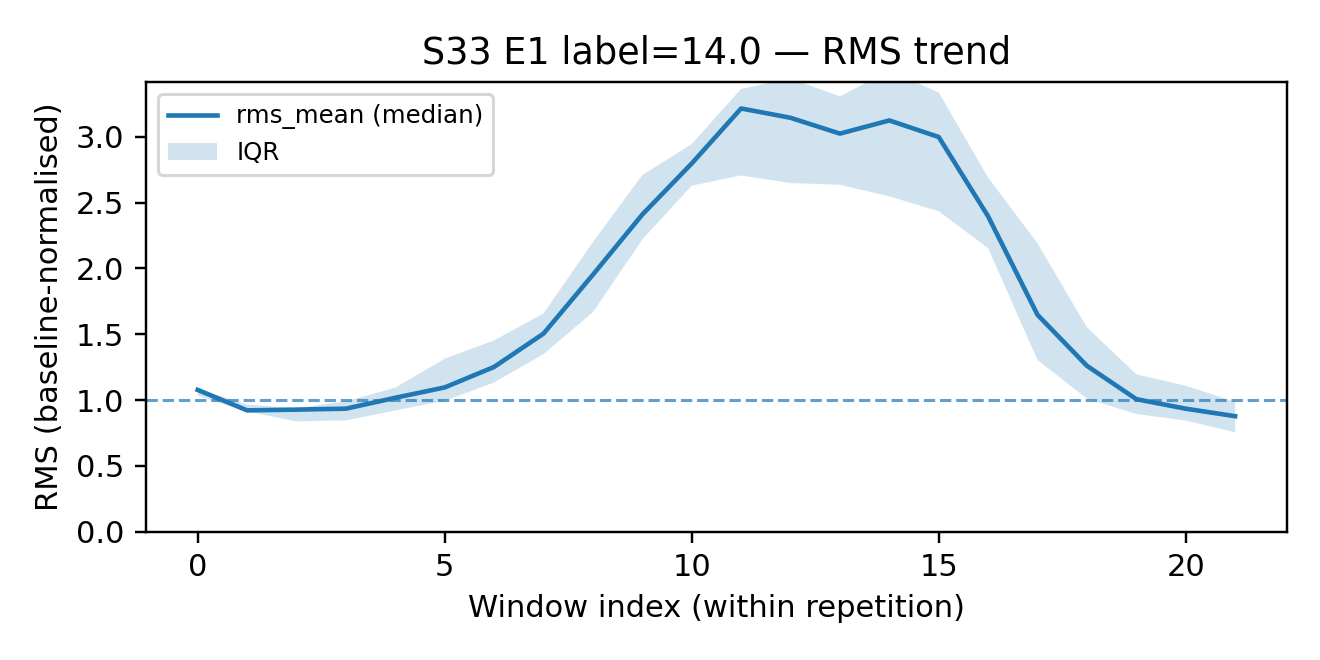 S33 E1 label=14.0 — RMS trend
rms_mean (median)
IQR
RMS (baseline-normalised)
3.0
2.5
2.0
1.5
1.0
0.5
0.0
0 5 10 15 20
Window index (within repetition)